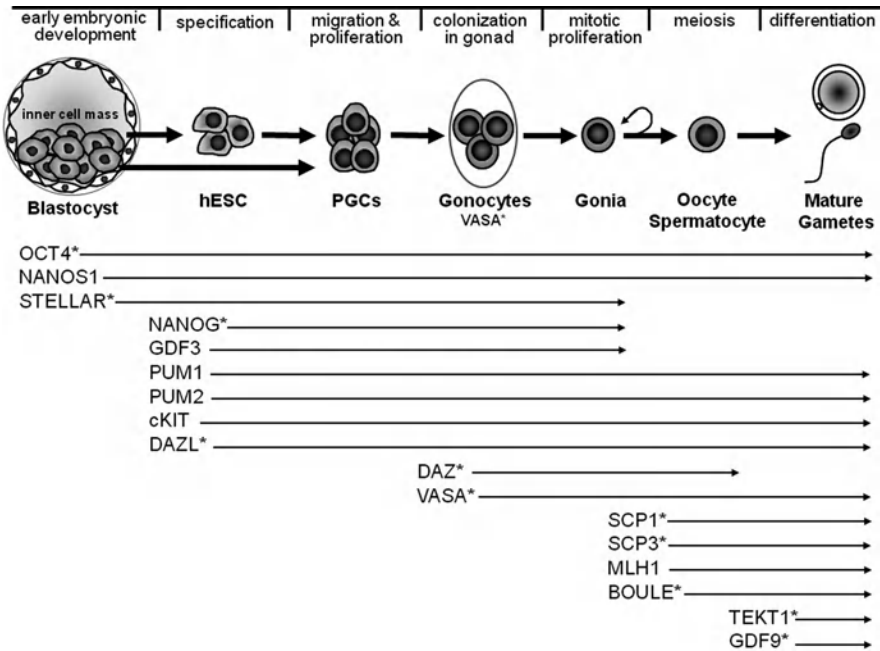 early embryonic development | specification | migration & proliferation | colonization in gonad | mitotic proliferation | meiosis | differentiation
inner cell mass
Blastocyst
hESC
PGCs
Gonocytes
VASA*
Gonia
Oocyte
Spermatocyte
Mature
Gametes
OCT4*
NANOS1
STELLAR*
NANOG*
GDF3
PUM1
PUM2
cKIT
DAZL*
DAZ*
VASA*
SCP1*
SCP3*
MLH1
BOULE*
TEKT1*
GDF9*